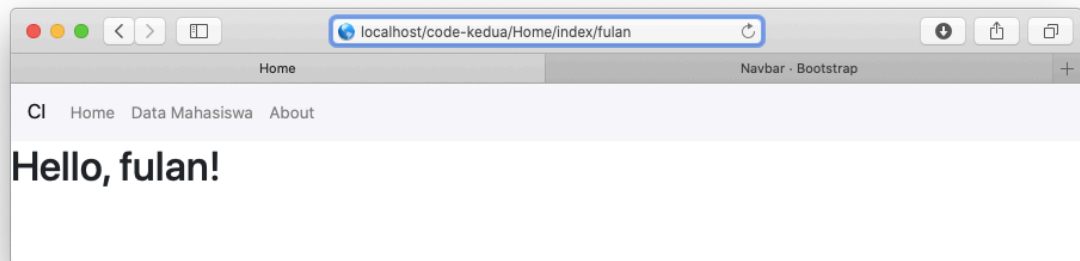 localhost/code-kedua/Home/index/fulan
Home
Navbar · Bootstrap
CI Home Data Mahasiswa About
Hello, fulan!